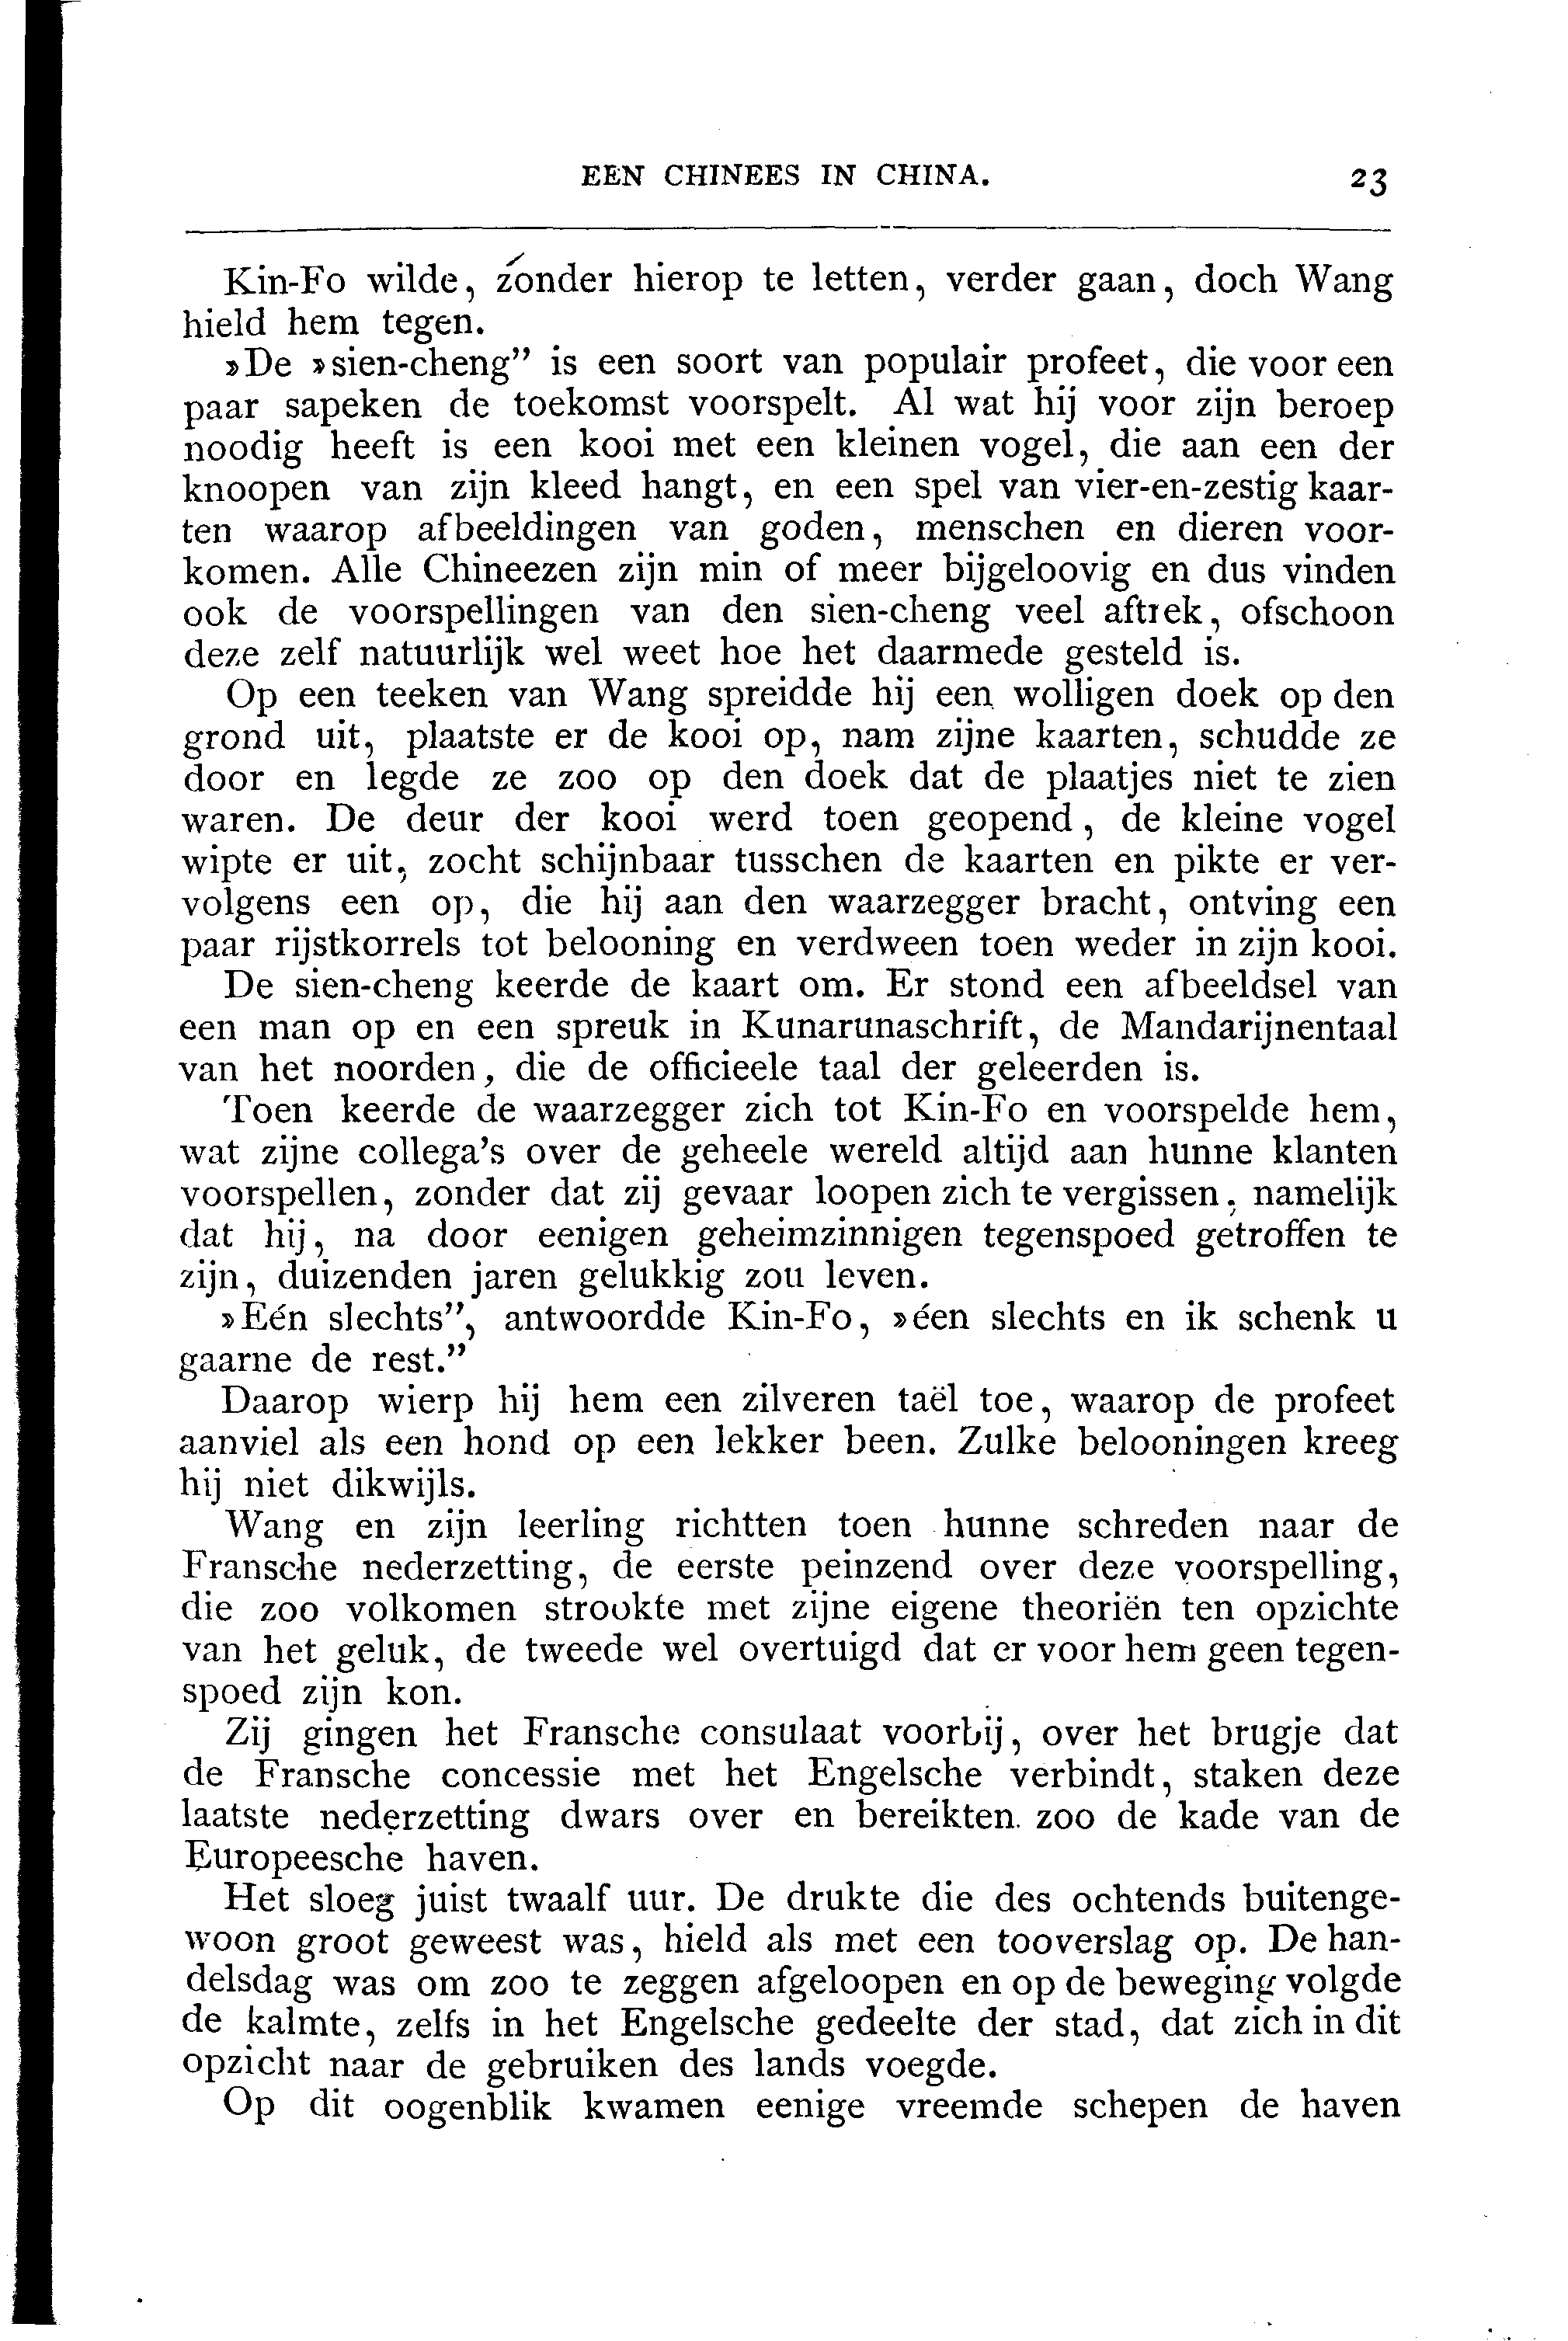 EEN CHINEES IN CHINA. 23
Kin-Fo wilde, zonder hierop te letten, verder gaan, doch Wang
hield hem tegen.
»De »sien-cheng” is een soort van populair profeet, die voor een
paar sapeken de toekomst voorspelt. Al wat hij voor zijn beroep
noodig heeft is een kooi met een kleinen vogel, die aan een der
knoopen van zijn kleed hangt, en een spel van vier-en-zestig kaar-
ten waarop afbeeldingen van goden, menschen en dieren voor-
komen. Alle Chineezen zijn min of meer bijgeloovig en dus vinden
ook de voorspellingen van den sien-cheng veel aftrek, ofschoon
deze zelf natuurlijk wel weet hoe het daarmede gesteld is.
Op een teeken van Wang spreidde hij een wolligen doek op den
grond uit, plaatste er de kooi op, nam zijne kaarten, schudde ze
door en legde ze zoo op den doek dat de plaatjes niet te zien
waren. De deur der kooi werd toen geopend, de kleine vogel
wipte er uit, zocht schijnbaar tusschen de kaarten en pikte er ver-
volgens een op, die hij aan den waarzegger bracht, ontving een
paar rijstkorrels tot belooning en verdween toen weder in zijn kooi.
De sien-cheng keerde de kaart om. Er stond een afbeeldsel van
een man op en een spreuk in Kunarunaschrift, de Mandarijnentaal
van het noorden, die de officieele taal der geleerden is.
Toen keerde de waarzegger zich tot Kin-Fo en voorspelde hem,
wat zijne collega's over de geheele wereld altijd aan hunne klanten
voorspellen, zonder dat zij gevaar loopen zich te vergissen; namelijk
dat hij, na door eenigen geheimzinnigen tegenspoed getroffen te
zijn, duizenden jaren gelukkig zou leven.
»Eén slechts”, antwoordde Kin-Fo, »éen slechts en ik schenk u
gaarne de rest.”
Daarop wierp hij hem een zilveren taël toe, waarop de profeet
aanviel als een hond op een lekker been. Zulke belooningen kreeg
hij niet dikwijls.
Wang en zijn leerling richtten toen hunne schreden naar de
Fransche nederzetting, de eerste peinzend over deze voorspelling,
die zoo volkomen strookte met zijne eigene theoriën ten opzichte
van het geluk, de tweede wel overtuigd dat er voor hem geen tegen-
spoed zijn kon.
Zij gingen het Fransche consulaat voorbij, over het brugje dat
de Fransche concessie met het Engelsche verbindt, staken deze
laatste nederzetting dwars over en bereikten zoo de kade van de
Europeesche haven.
Het sloeg juist twaalf uur. De drukte die des ochtends buitenge-
woon groot geweest was, hield als met een tooverslag op. De han-
delsdag was om zoo te zeggen afgeloopen en op de beweging volgde
de kalmte, zelfs in het Engelsche gedeelte der stad, dat zich in dit
opzicht naar de gebruiken des lands voegde.
Op dit oogenblik kwamen eenige vreemde schepen de haven